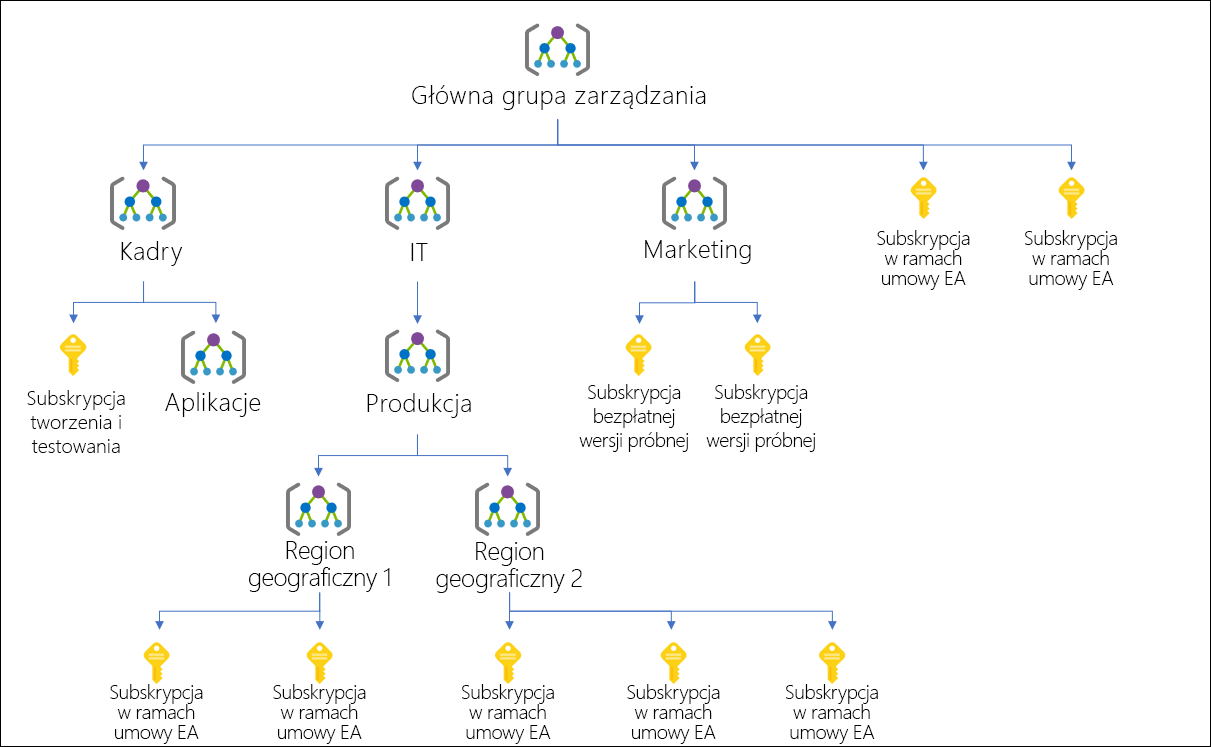 Główna grupa zarządzania
Kadry
IT
Marketing
Subskrypcja
w ramach
umowy EA
Subskrypcja
w ramach
umowy EA
Subskrypcja
tworzenia i
testowania
Aplikacje
Produkcja
Subskrypcja
bezpłatnej
wersji próbnej
Subskrypcja
bezpłatnej
wersji próbnej
Region
geograficzny 1
Region
geograficzny 2
Subskrypcja
w ramach
umowy EA
Subskrypcja
w ramach
umowy EA
Subskrypcja
w ramach
umowy EA
Subskrypcja
w ramach
umowy EA
Subskrypcja
w ramach
umowy EA